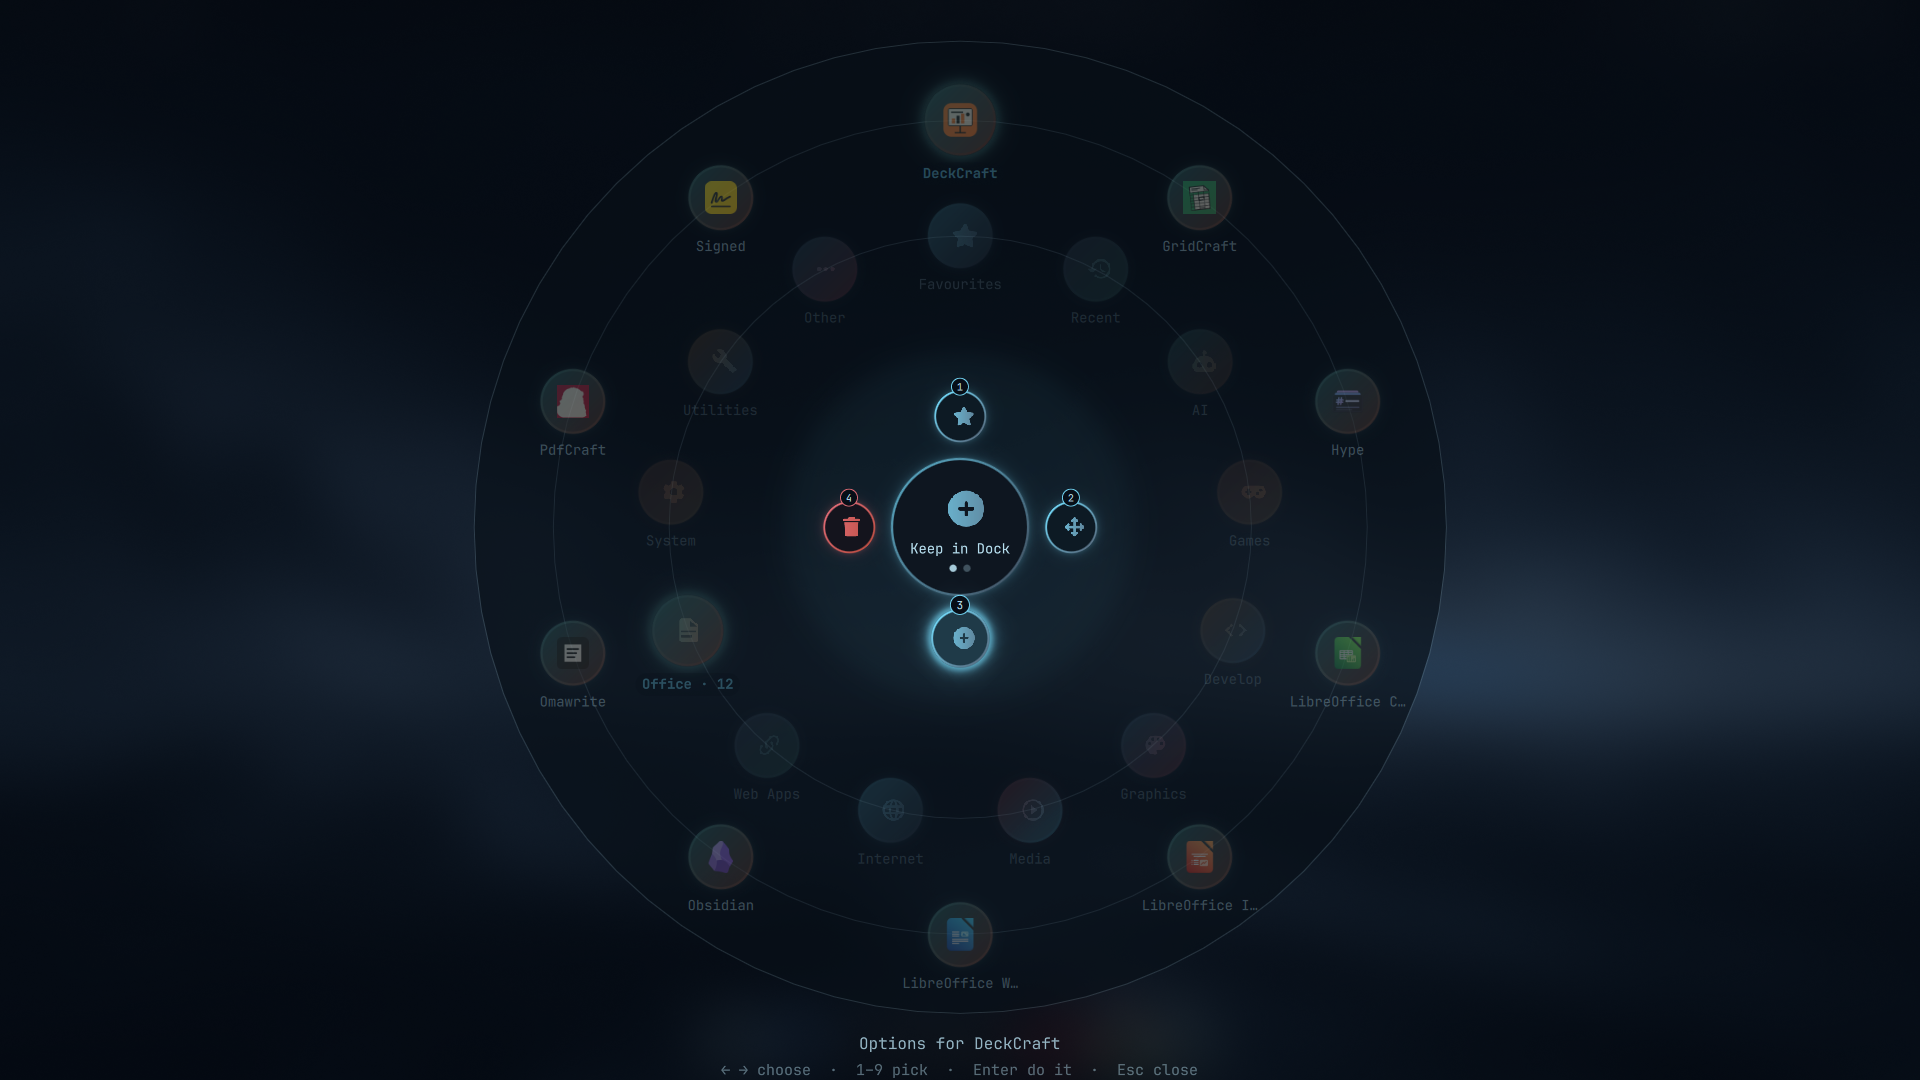 DeckCraft
Signed
GridCraft
Favourites
Other
Recent
1
Utilities
AI
PdfCraft
Hype
4
2
Keep in Dock
System
Games
3
Office · 12
Develop
Omawrite
LibreOffice C…
Web Apps
Graphics
Internet
Media
Obsidian
LibreOffice I…
LibreOffice W…
Options for DeckCraft
← → choose · 1–9 pick · Enter do it · Esc close